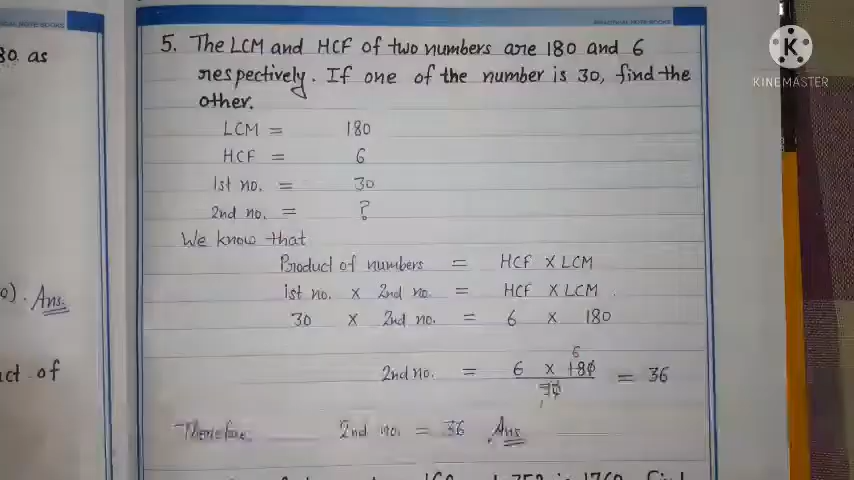 80 as
5. The LCM and HCF of two numbers are 180 and 6
respectively. If one of the number is 30, find the
other.
LCM = 180
HCF = 6
1st no. = 30
2nd no. = ?
We know that
Product of numbers = HCF X LCM
1st no. x 2nd no. = HCF X LCM
30 x 2nd no. = 6 x 180
6
2nd no. = 6 x 180 = 36
30
1
Therefore 2nd no. = 36 Ans
o). Ans.
ct of
K
KINEMASTER